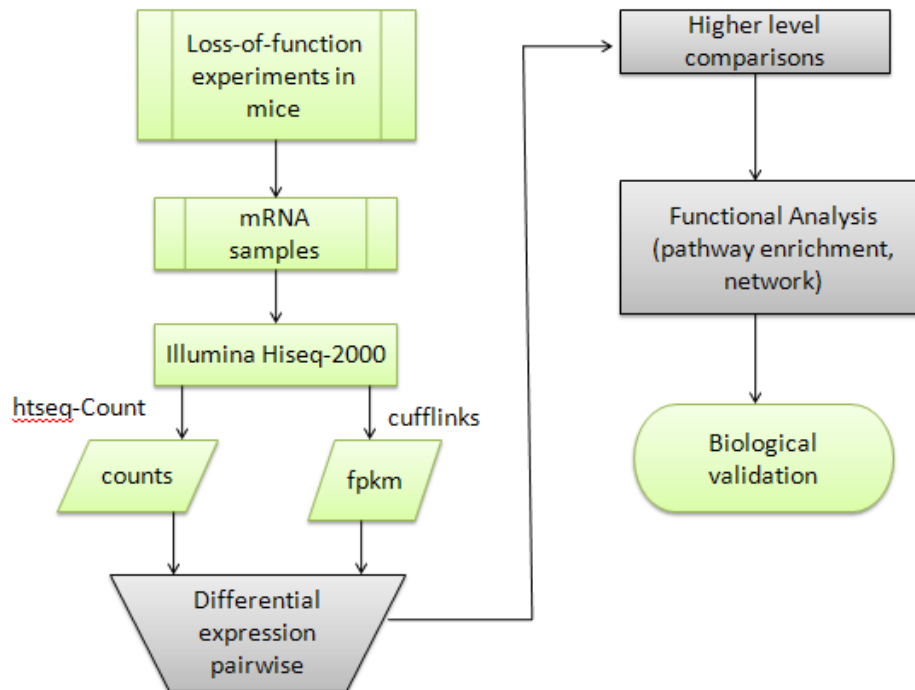 Loss-of-function
experiments in
mice
mRNA
samples
Illumina Hiseq-2000
htseq-Count
cufflinks
counts
fpkm
Differential
expression
pairwise
Higher level
comparisons
Functional Analysis
(pathway enrichment,
network)
Biological
validation